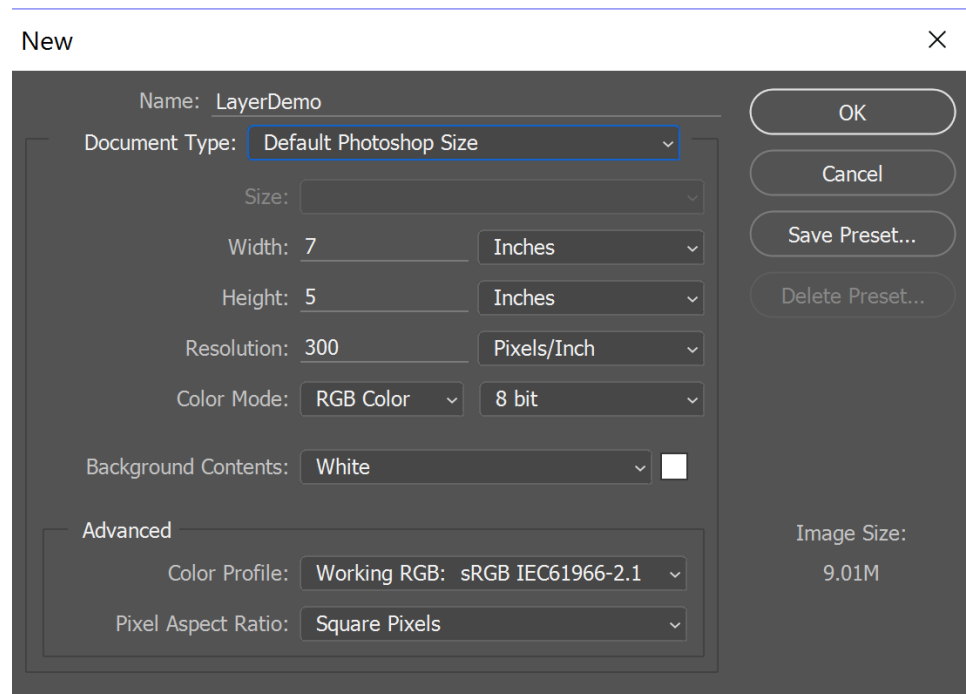 New
Name: LayerDemo
OK
Document Type: Default Photoshop Size
Cancel
Size:
Width: 7 Inches
Save Preset...
Height: 5 Inches
Delete Preset...
Resolution: 300 Pixels/Inch
Color Mode: RGB Color 8 bit
Background Contents: White
Advanced
Image Size:
Color Profile: Working RGB: sRGB IEC61966-2.1
9.01M
Pixel Aspect Ratio: Square Pixels